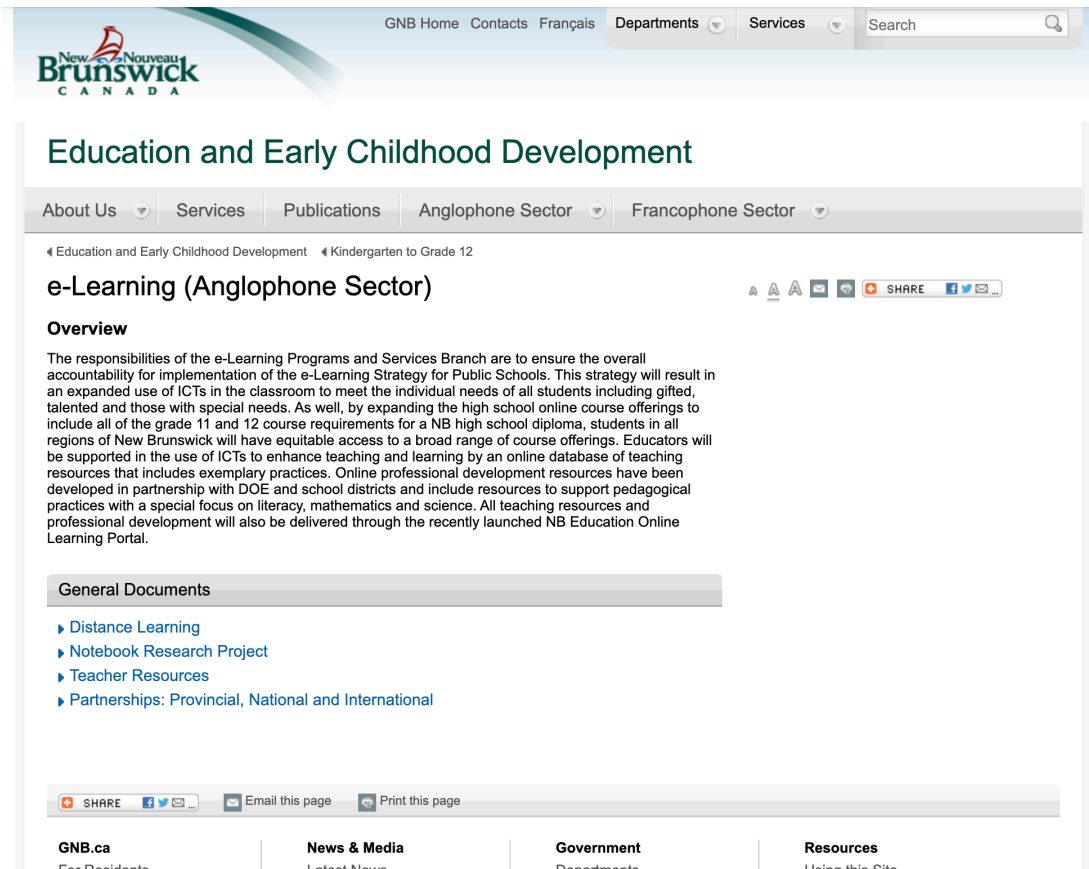 GNB Home Contacts Français Departments Services Search
New Nouveau
Brunswick
CANADA
Education and Early Childhood Development
About Us Services Publications Anglophone Sector Francophone Sector
Education and Early Childhood Development Kindergarten to Grade 12
e-Learning (Anglophone Sector)
A A A SHARE ...
Overview
The responsibilities of the e-Learning Programs and Services Branch are to ensure the overall
accountability for implementation of the e-Learning Strategy for Public Schools. This strategy will result in
an expanded use of ICTs in the classroom to meet the individual needs of all students including gifted,
talented and those with special needs. As well, by expanding the high school online course offerings to
include all of the grade 11 and 12 course requirements for a NB high school diploma, students in all
regions of New Brunswick will have equitable access to a broad range of course offerings. Educators will
be supported in the use of ICTs to enhance teaching and learning by an online database of teaching
resources that includes exemplary practices. Online professional development resources have been
developed in partnership with DOE and school districts and include resources to support pedagogical
practices with a special focus on literacy, mathematics and science. All teaching resources and
professional development will also be delivered through the recently launched NB Education Online
Learning Portal.
General Documents
Distance Learning
Notebook Research Project
Teacher Resources
Partnerships: Provincial, National and International
SHARE ... Email this page Print this page
GNB.ca News & Media Government Resources
For Residents Latest News Departments Using this Site